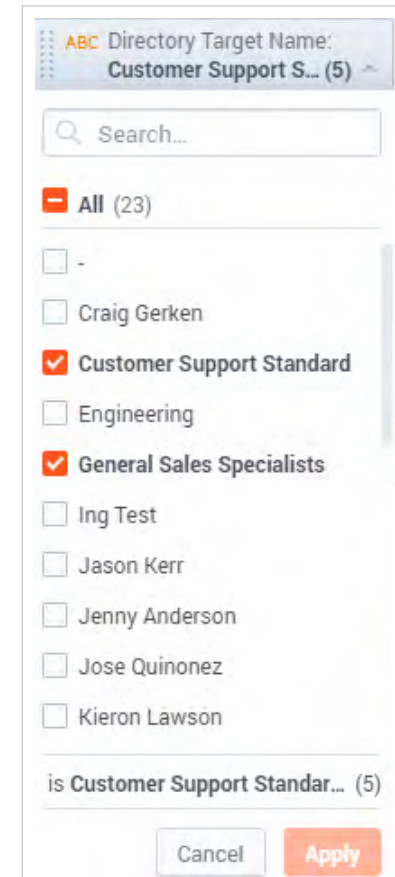 ABC Directory Target Name:
Customer Support S... (5)
Search...
All (23)
-
Craig Gerken
Customer Support Standard
Engineering
General Sales Specialists
Ing Test
Jason Kerr
Jenny Anderson
Jose Quinonez
Kieron Lawson
is Customer Support Standar... (5)
Cancel Apply